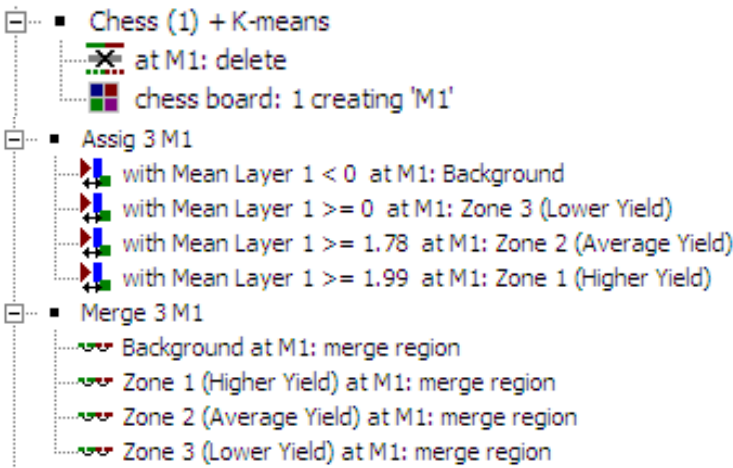 Chess (1) + K-means
at M1: delete
chess board: 1 creating 'M1'
Assig 3 M1
with Mean Layer 1 < 0 at M1: Background
with Mean Layer 1 >= 0 at M1: Zone 3 (Lower Yield)
with Mean Layer 1 >= 1.78 at M1: Zone 2 (Average Yield)
with Mean Layer 1 >= 1.99 at M1: Zone 1 (Higher Yield)
Merge 3 M1
Background at M1: merge region
Zone 1 (Higher Yield) at M1: merge region
Zone 2 (Average Yield) at M1: merge region
Zone 3 (Lower Yield) at M1: merge region